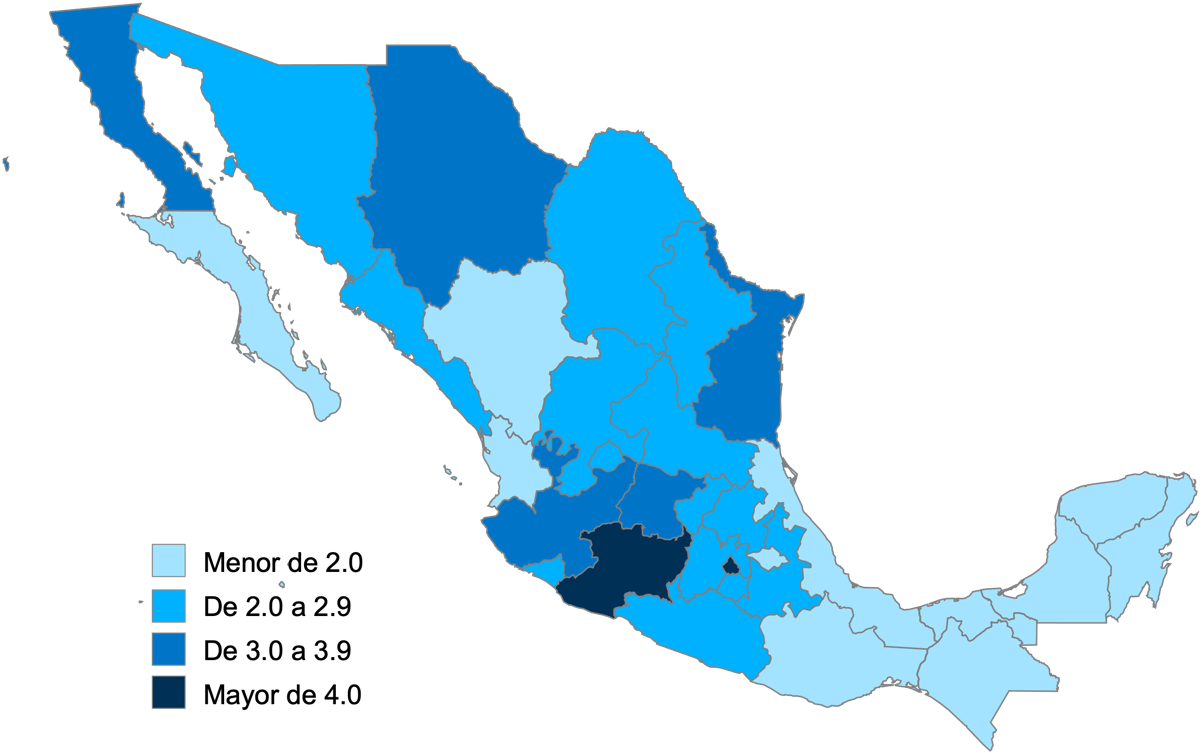 Menor de 2.0
De 2.0 a 2.9
De 3.0 a 3.9
Mayor de 4.0